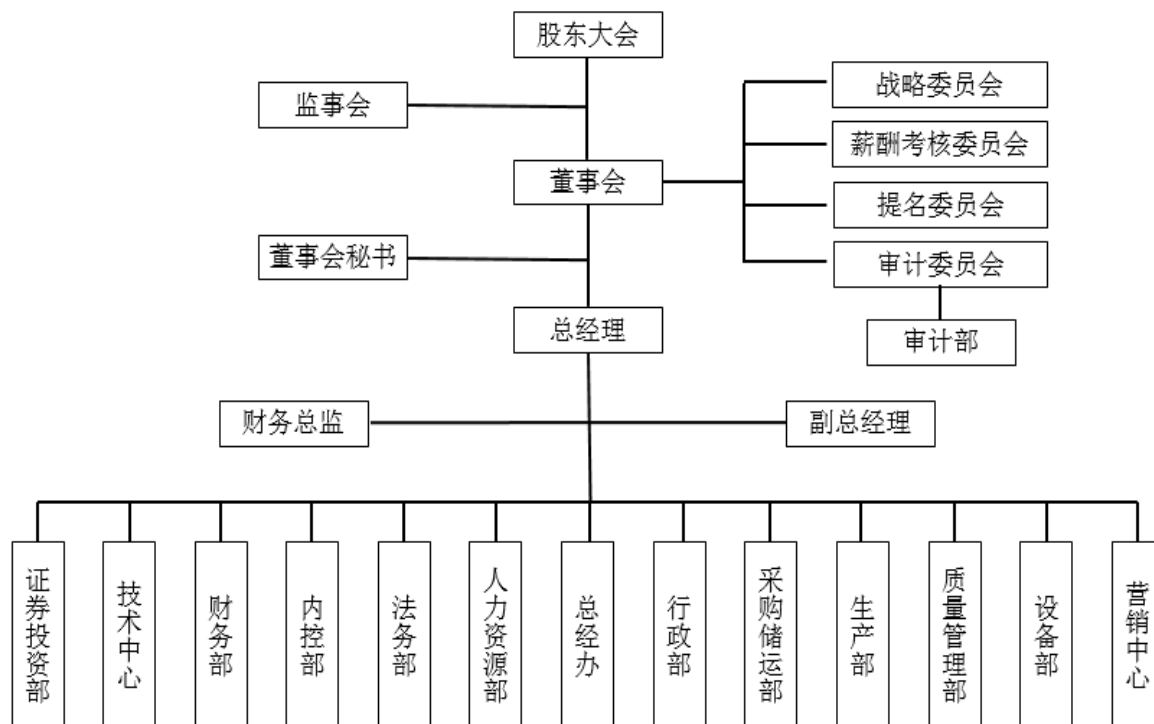 股东大会
监事会
战略委员会
薪酬考核委员会
董事会
提名委员会
董事会秘书
审计委员会
总经理
审计部
财务总监
副总经理
证券投资部
技术中心
财务部
内控部
法务部
人力资源部
总经办
行政部
采购储运部
生产部
质量管理部
设备部
营销中心